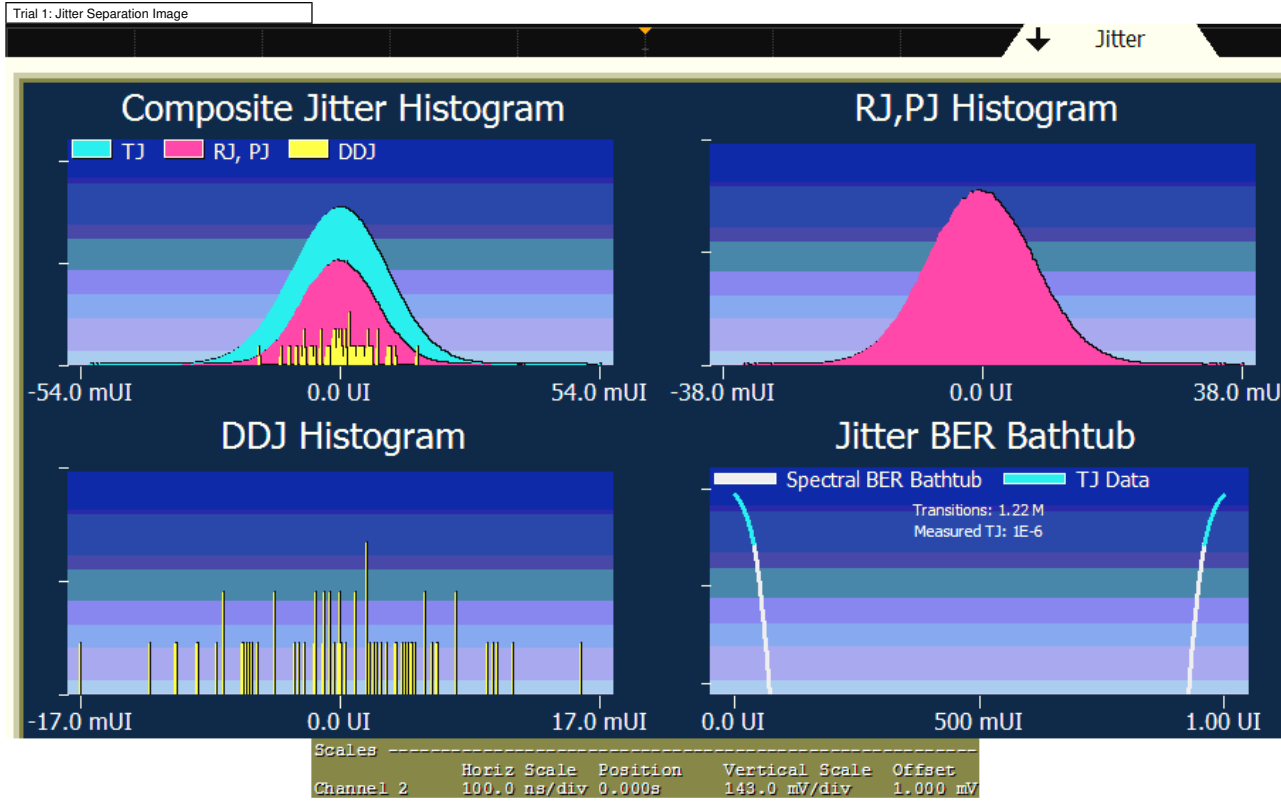 Trial 1: Jitter Separation Image
Jitter
Composite Jitter Histogram
TJ RJ, PJ DDJ
-54.0 mUI 0.0 UI 54.0 mUI
RJ,PJ Histogram
-38.0 mUI 0.0 UI 38.0 mU
DDJ Histogram
-17.0 mUI 0.0 UI 17.0 mUI
Jitter BER Bathtub
Spectral BER Bathtub TJ Data
Transitions: 1.22 M
Measured TJ: 1E-6
0.0 UI 500 mUI 1.00 UI
Scales
Horiz Scale Position Vertical Scale Offset
Channel 2 100.0 ns/div 0.000s 143.0 mV/div 1.000 mV